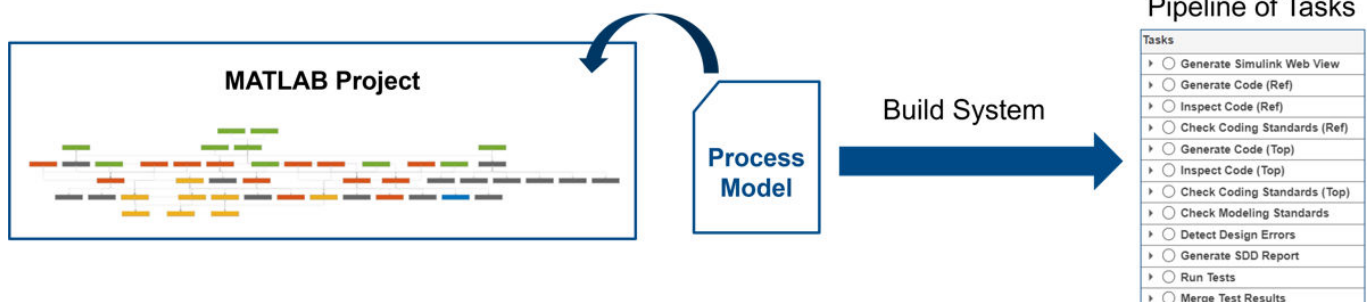 Pipeline of Tasks
MATLAB Project
Process
Model
Build System
Tasks
Generate Simulink Web View
Generate Code (Ref)
Inspect Code (Ref)
Check Coding Standards (Ref)
Generate Code (Top)
Inspect Code (Top)
Check Coding Standards (Top)
Check Modeling Standards
Detect Design Errors
Generate SDD Report
Run Tests
Merge Test Results